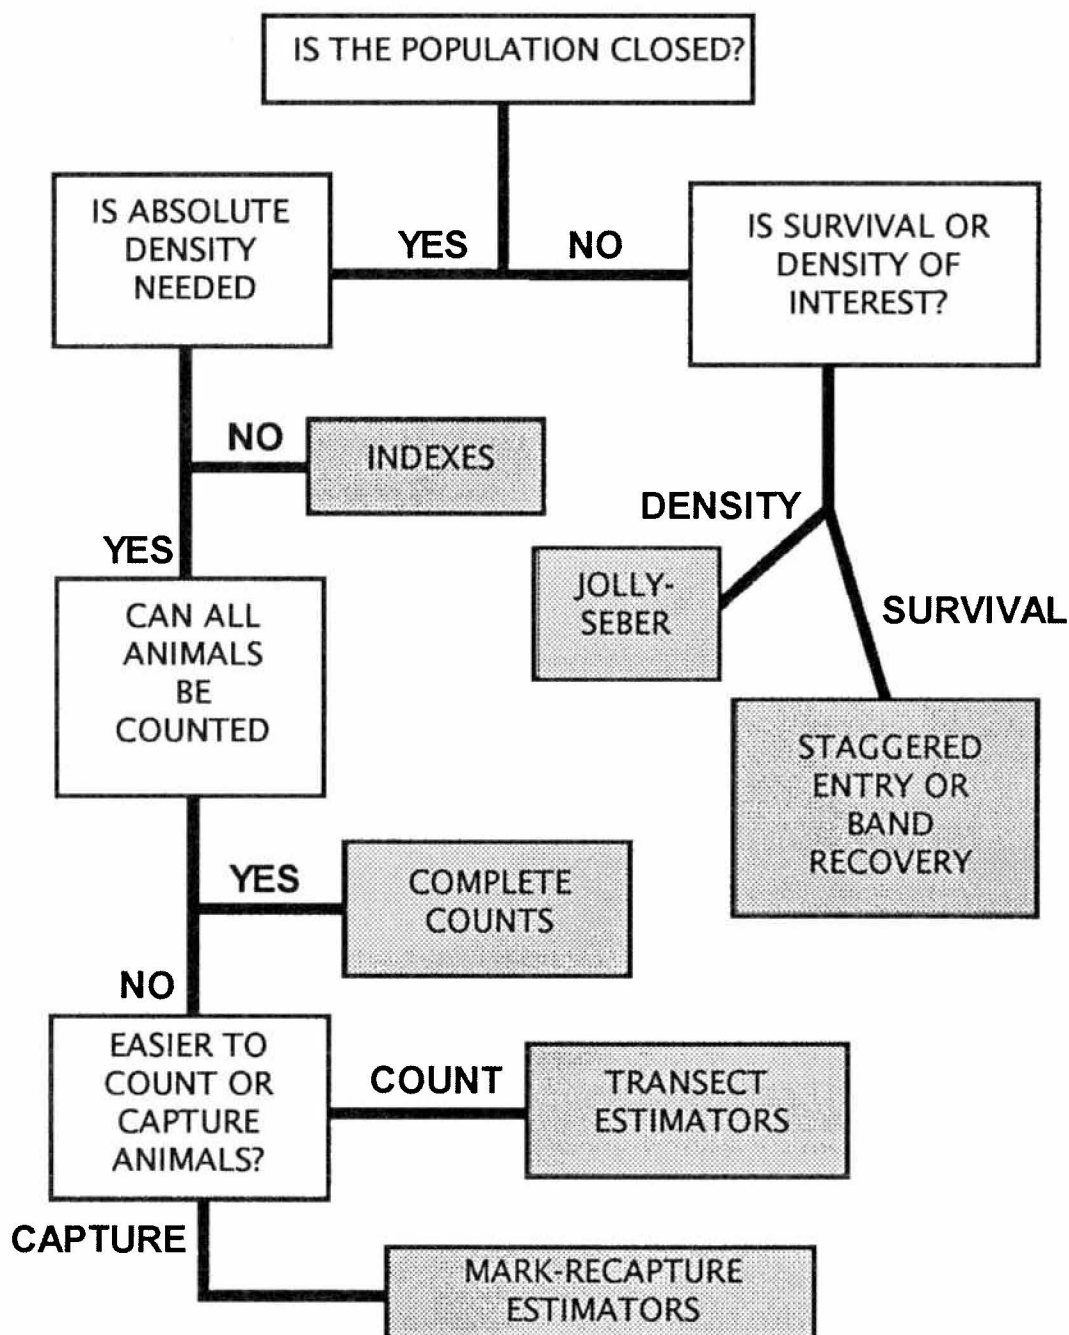 IS THE POPULATION CLOSED?
IS ABSOLUTE
DENSITY
NEEDED
YES
NO
IS SURVIVAL OR
DENSITY OF
INTEREST?
NO
INDEXES
DENSITY
YES
JOLLY-
SEBER
SURVIVAL
CAN ALL
ANIMALS
BE
COUNTED
STAGGERED
ENTRY OR
BAND
RECOVERY
YES
COMPLETE
COUNTS
NO
EASIER TO
COUNT OR
CAPTURE
ANIMALS?
COUNT
TRANSECT
ESTIMATORS
CAPTURE
MARK-RECAPTURE
ESTIMATORS